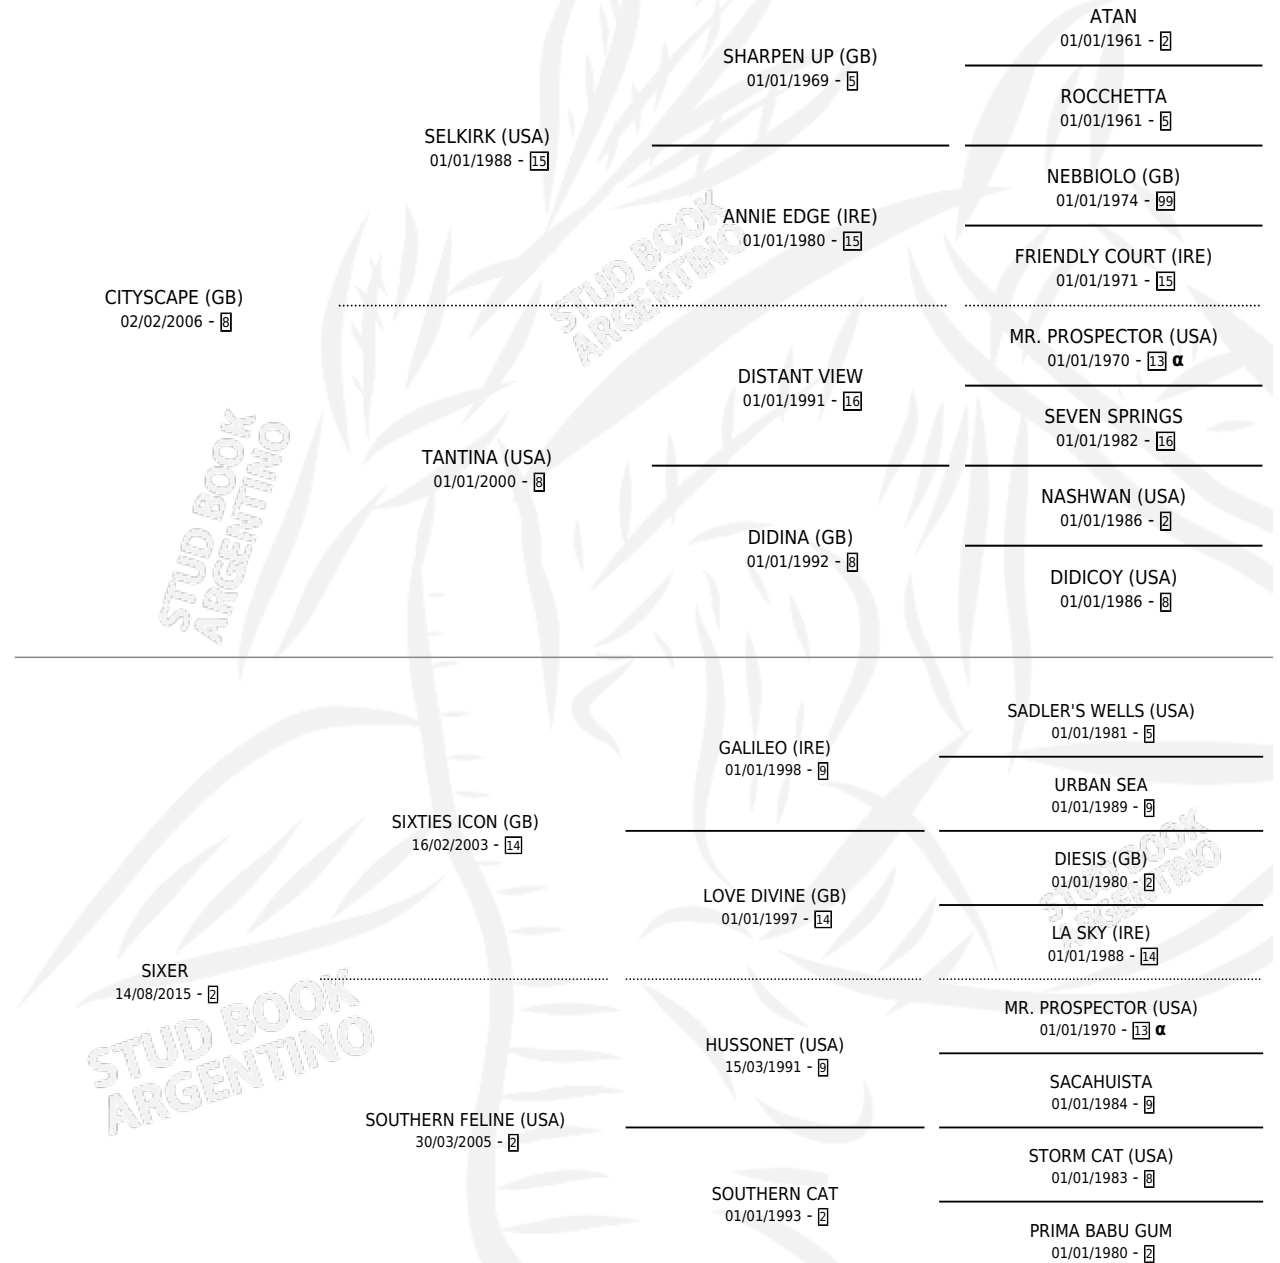 ATAN
01/01/1961 - 2
SHARPEN UP (GB)
01/01/1969 - 5
ROCCHETTA
01/01/1961 - 5
SELKIRK (USA)
01/01/1988 - 15
NEBBIOLO (GB)
01/01/1974 - 99
ANNIE EDGE (IRE)
01/01/1980 - 15
FRIENDLY COURT (IRE)
01/01/1971 - 15
CITYSCAPE (GB)
02/02/2006 - 8
MR. PROSPECTOR (USA)
01/01/1970 - 13 α
DISTANT VIEW
01/01/1991 - 16
SEVEN SPRINGS
01/01/1982 - 16
TANTINA (USA)
01/01/2000 - 8
NASHWAN (USA)
01/01/1986 - 2
DIDINA (GB)
01/01/1992 - 8
DIDICOY (USA)
01/01/1986 - 8
SADLER'S WELLS (USA)
01/01/1981 - 5
GALILEO (IRE)
01/01/1998 - 9
URBAN SEA
01/01/1989 - 9
SIXTIES ICON (GB)
16/02/2003 - 14
DIESIS (GB)
01/01/1980 - 2
LOVE DIVINE (GB)
01/01/1997 - 14
LA SKY (IRE)
01/01/1988 - 14
SIXER
14/08/2015 - 2
MR. PROSPECTOR (USA)
01/01/1970 - 13 α
HUSSONET (USA)
15/03/1991 - 9
SACAHUISTA
01/01/1984 - 9
SOUTHERN FELINE (USA)
30/03/2005 - 2
STORM CAT (USA)
01/01/1983 - 8
SOUTHERN CAT
01/01/1993 - 2
PRIMA BABU GUM
01/01/1980 - 2
STUD BOOK
ARGENTINO
STUD BOOK
ARGENTINO
STUD BOOK
ARGENTINO
STUD BOOK
ARGENTINO